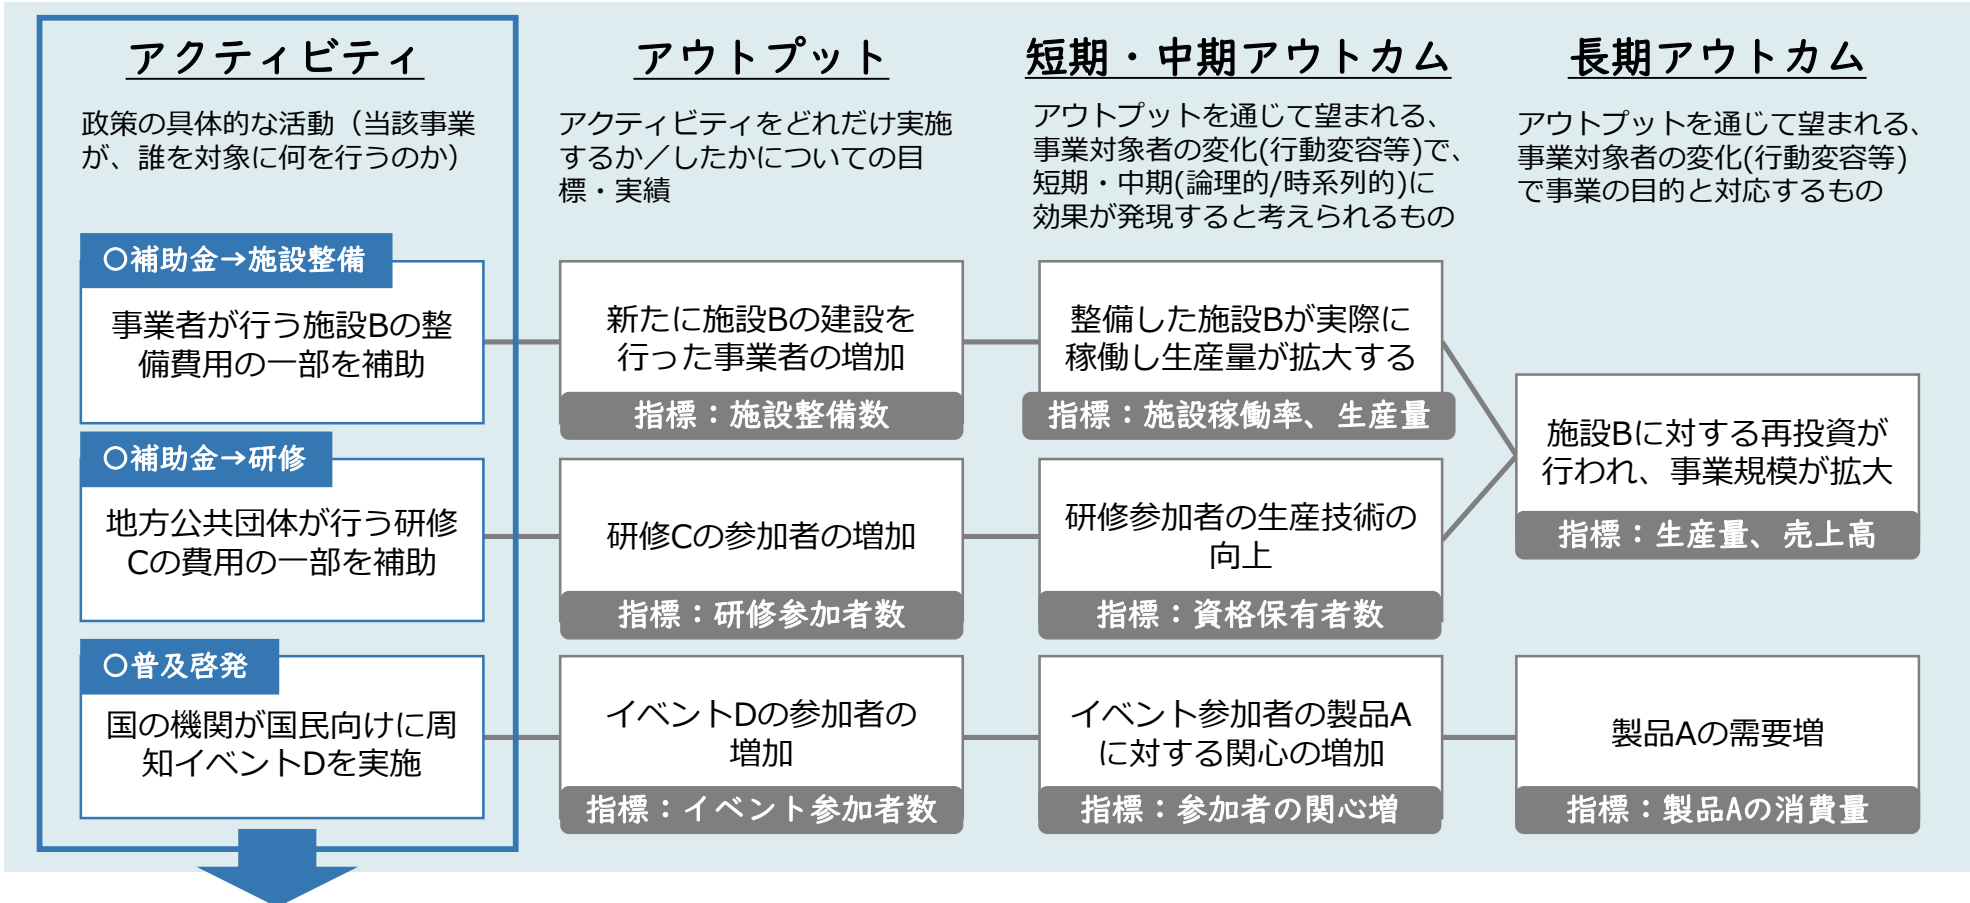 アクティビティ
政策の具体的な活動（当該事業
が、誰を対象に何を行うのか）
アウトプット
アクティビティをどれだけ実施
するか／したかについての目
標・実績
短期・中期アウトカム
アウトプットを通じて望まれる、
事業対象者の変化(行動変容等)で、
短期・中期(論理的/時系列的)に
効果が発現すると考えられるもの
長期アウトカム
アウトプットを通じて望まれる、
事業対象者の変化(行動変容等)
で事業の目的と対応するもの
〇補助金→施設整備
事業者が行う施設Bの整
備費用の一部を補助
新たに施設Bの建設を
行った事業者の増加
指標：施設整備数
整備した施設Bが実際に
稼働し生産量が拡大する
指標：施設稼働率、生産量
〇補助金→研修
地方公共団体が行う研修
Cの費用の一部を補助
研修Cの参加者の増加
指標：研修参加者数
研修参加者の生産技術の
向上
指標：資格保有者数
施設Bに対する再投資が
行われ、事業規模が拡大
指標：生産量、売上高
〇普及啓発
国の機関が国民向けに周
知イベントDを実施
イベントDの参加者の
増加
指標：イベント参加者数
イベント参加者の製品A
に対する関心の増加
指標：参加者の関心増
製品Aの需要増
指標：製品Aの消費量